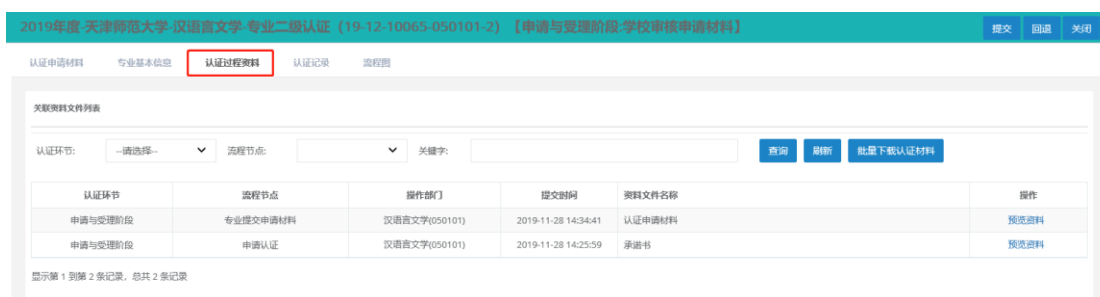 2019年度-天津师范大学-汉语言文学-专业二级认证（19-12-10065-050101-2）【申请与受理阶段:学校审核申请材料】 提交 回退 关闭
认证申请材料 专业基本信息 认证过程资料 认证记录 流程图
关联资料文件列表
认证环节: --请选择-- 流程节点: 关键字: 查询 刷新 批量下载认证材料
认证环节 流程节点 操作部门 提交时间 资料文件名称 操作
申请与受理阶段 专业提交申请材料 汉语言文学(050101) 2019-11-28 14:34:41 认证申请材料 预览资料
申请与受理阶段 申请认证 汉语言文学(050101) 2019-11-28 14:25:59 承诺书 预览资料
显示第 1 到第 2 条记录，总共 2 条记录